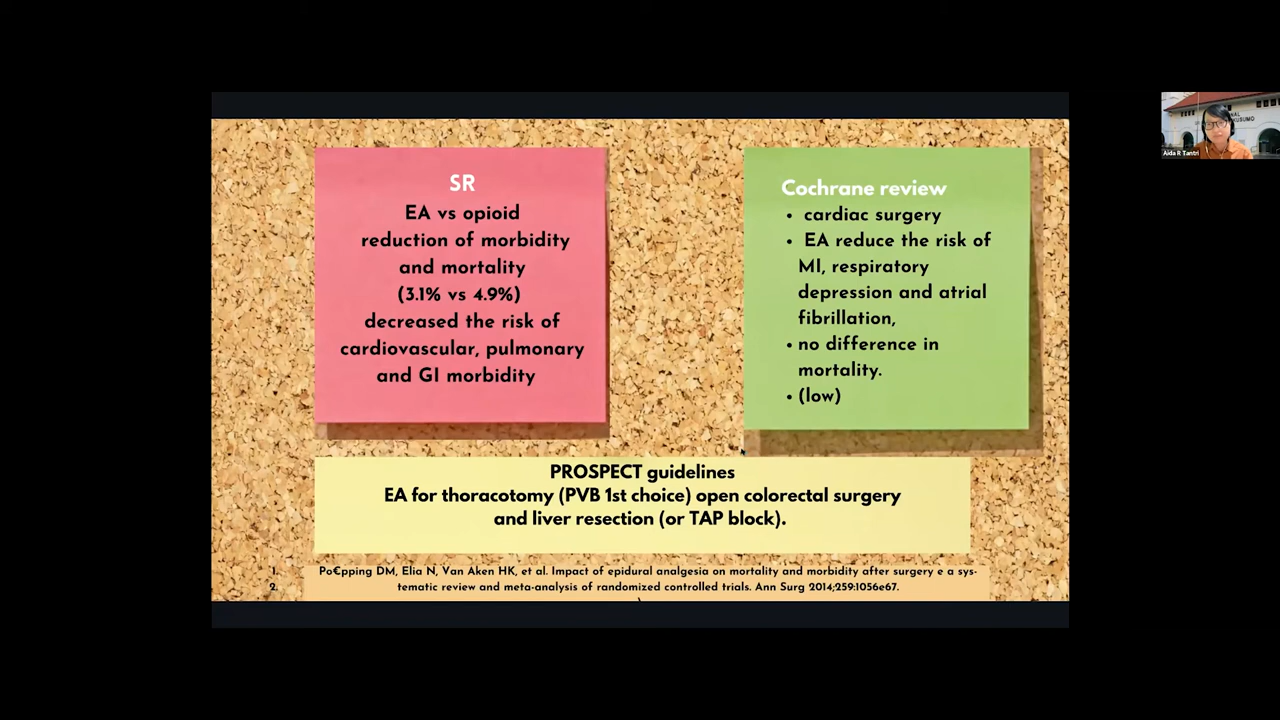 SR
EA vs opioid
reduction of morbidity
and mortality
(3.1% vs 4.9%)
decreased the risk of
cardiovascular, pulmonary
and GI morbidity
Cochrane review
• cardiac surgery
• EA reduce the risk of
MI, respiratory
depression and atrial
fibrillation,
• no difference in
mortality.
• (low)
PROSPECT guidelines
EA for thoracotomy (PVB 1st choice) open colorectal surgery
and liver resection (or TAP block).
1. Po€pping DM, Elia N, Van Aken HK, et al. Impact of epidural analgesia on mortality and morbidity after surgery e a sys-
2. tematic review and meta-analysis of randomized controlled trials. Ann Surg 2014;259:1056e67.
Aida R Tantri